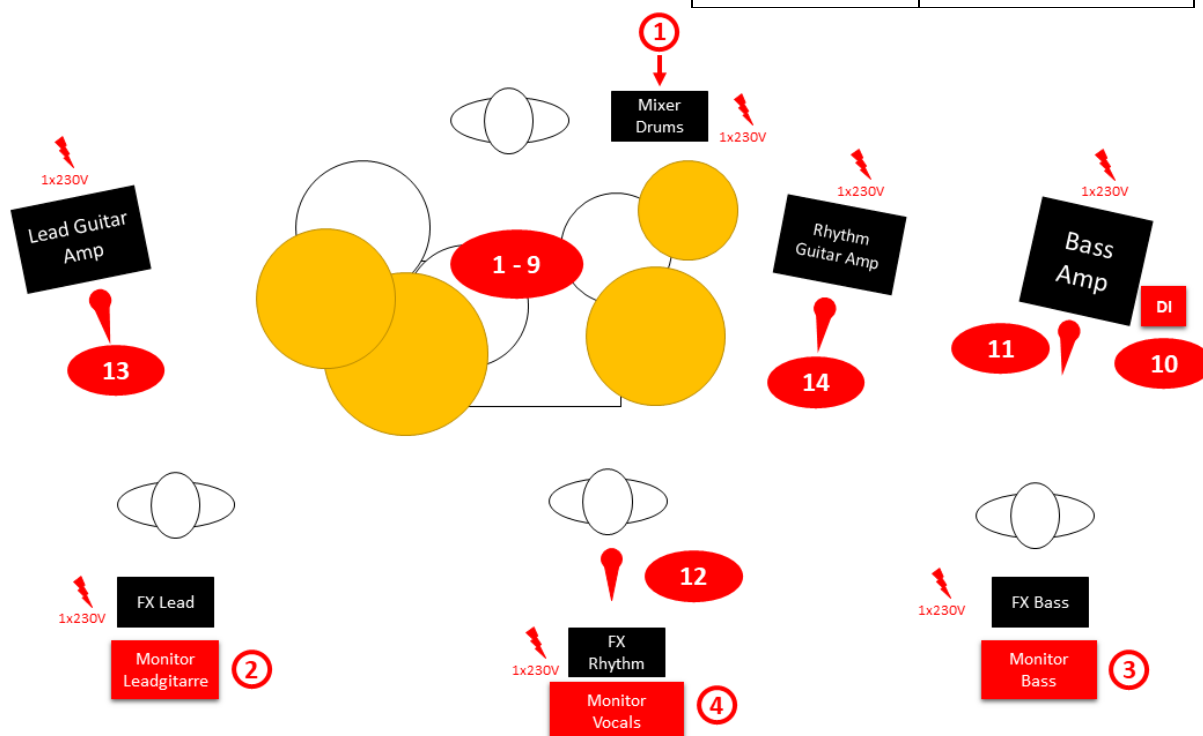 1
Mixer
Drums
1x230V
1x230V
1x230V
1x230V
Lead Guitar
Amp
1 - 9
Rhythm
Guitar Amp
Bass
Amp
DI
13
14
11
10
12
1x230V
FX Lead
Monitor
Leadgitarre
2
1x230V
FX
Rhythm
Monitor
Vocals
4
1x230V
FX Bass
Monitor
Bass
3